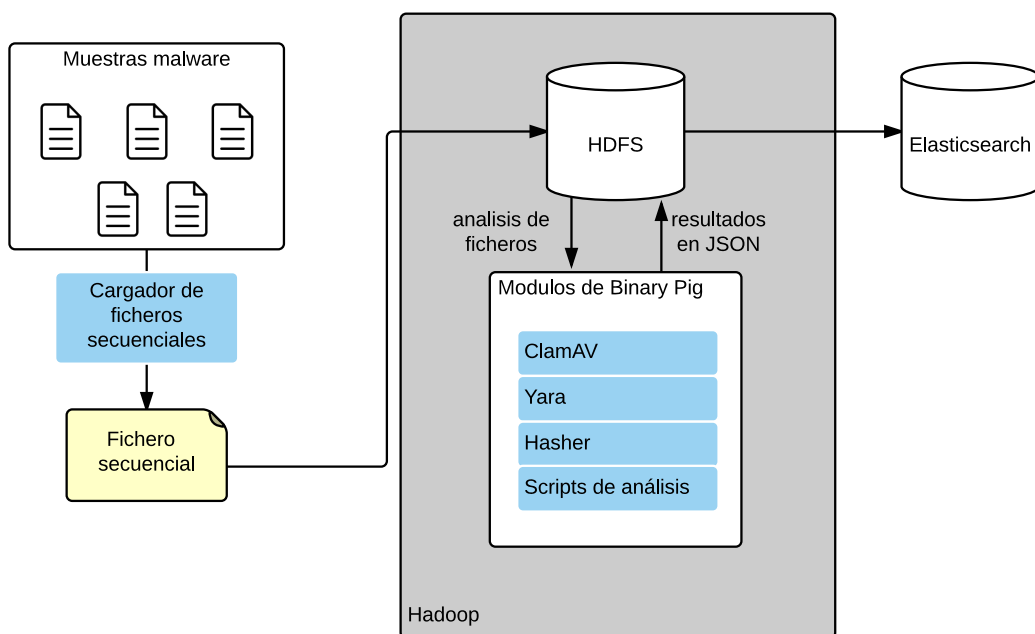 Muestras malware
Cargador de
ficheros
secuenciales
Fichero
secuencial
HDFS
Elasticsearch
analisis de
ficheros
resultados
en JSON
Modulos de Binary Pig
ClamAV
Yara
Hasher
Scripts de análisis
Hadoop